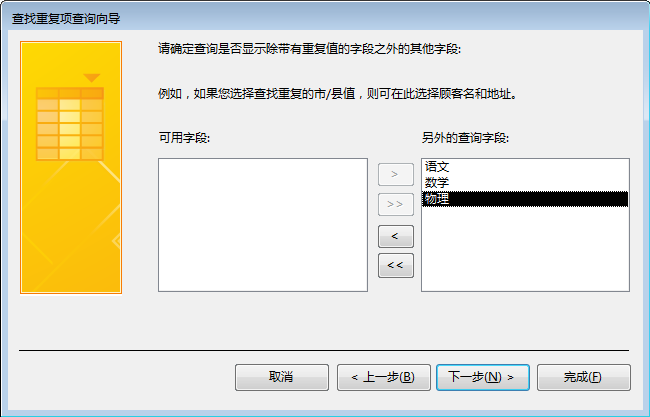 查找重复项查询向导
请确定查询是否显示除带有重复值的字段之外的其他字段:
例如，如果您选择查找重复的市/县值，则可在此选择顾客名和地址。
可用字段:
另外的查询字段:
>
>>
<
<<
语文
数学
物理
取消
< 上一步(B)
下一步(N) >
完成(F)